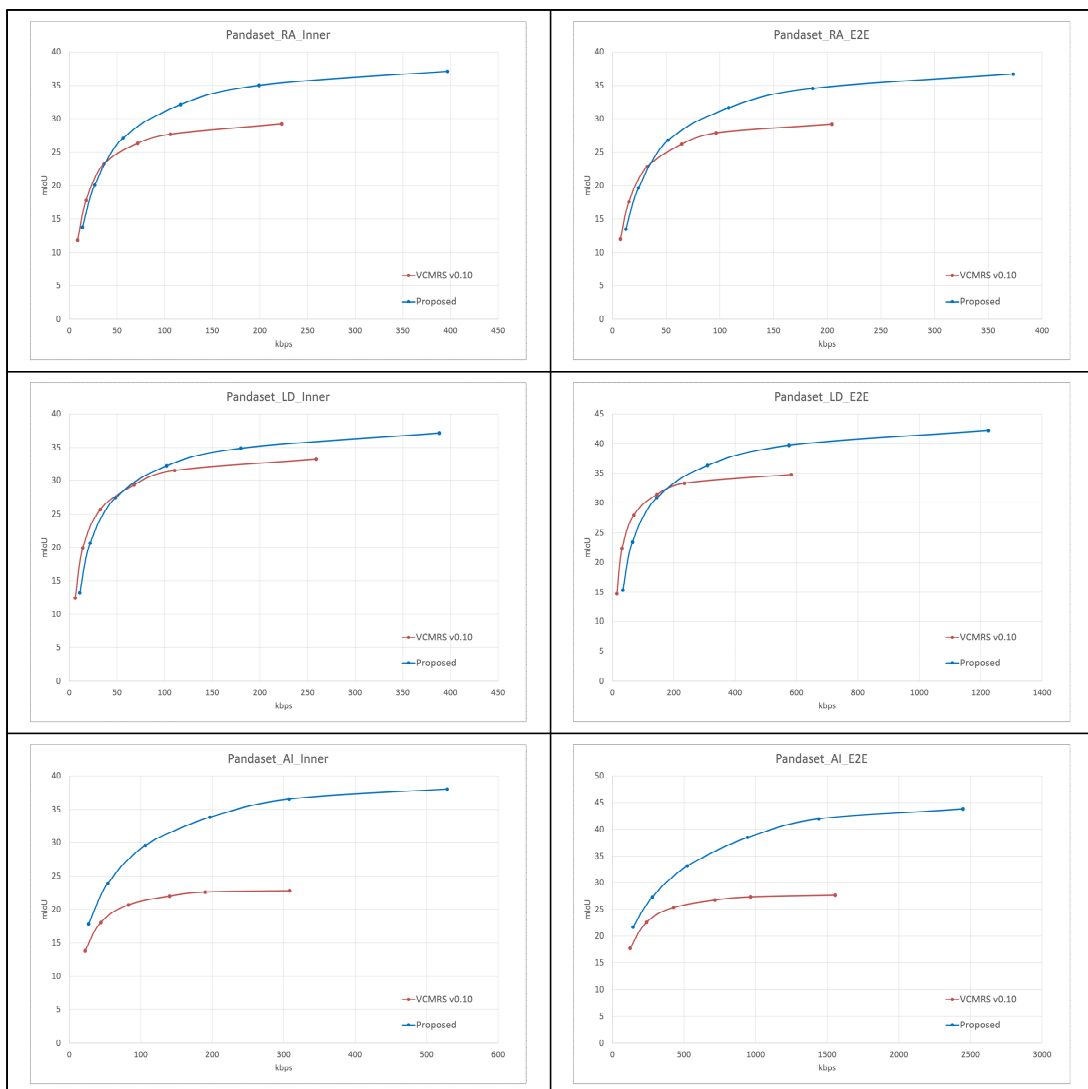 Pandaset_RA_Inner
40
35
30
25
20
15
10
5
0
mIoU
0 50 100 150 200 250 300 350 400 450
kbps
VCMRS v0.10
Proposed
Pandaset_RA_E2E
40
35
30
25
20
15
10
5
0
mIoU
0 50 100 150 200 250 300 350 400
kbps
VCMRS v0.10
Proposed
Pandaset_LD_Inner
40
35
30
25
20
15
10
5
0
mIoU
0 50 100 150 200 250 300 350 400 450
kbps
VCMRS v0.10
Proposed
Pandaset_LD_E2E
45
40
35
30
25
20
15
10
5
0
mIoU
0 200 400 600 800 1000 1200 1400
kbps
VCMRS v0.10
Proposed
Pandaset_AI_Inner
40
35
30
25
20
15
10
5
0
mIoU
0 100 200 300 400 500 600
kbps
VCMRS v0.10
Proposed
Pandaset_AI_E2E
50
45
40
35
30
25
20
15
10
5
0
mIoU
0 500 1000 1500 2000 2500 3000
kbps
VCMRS v0.10
Proposed